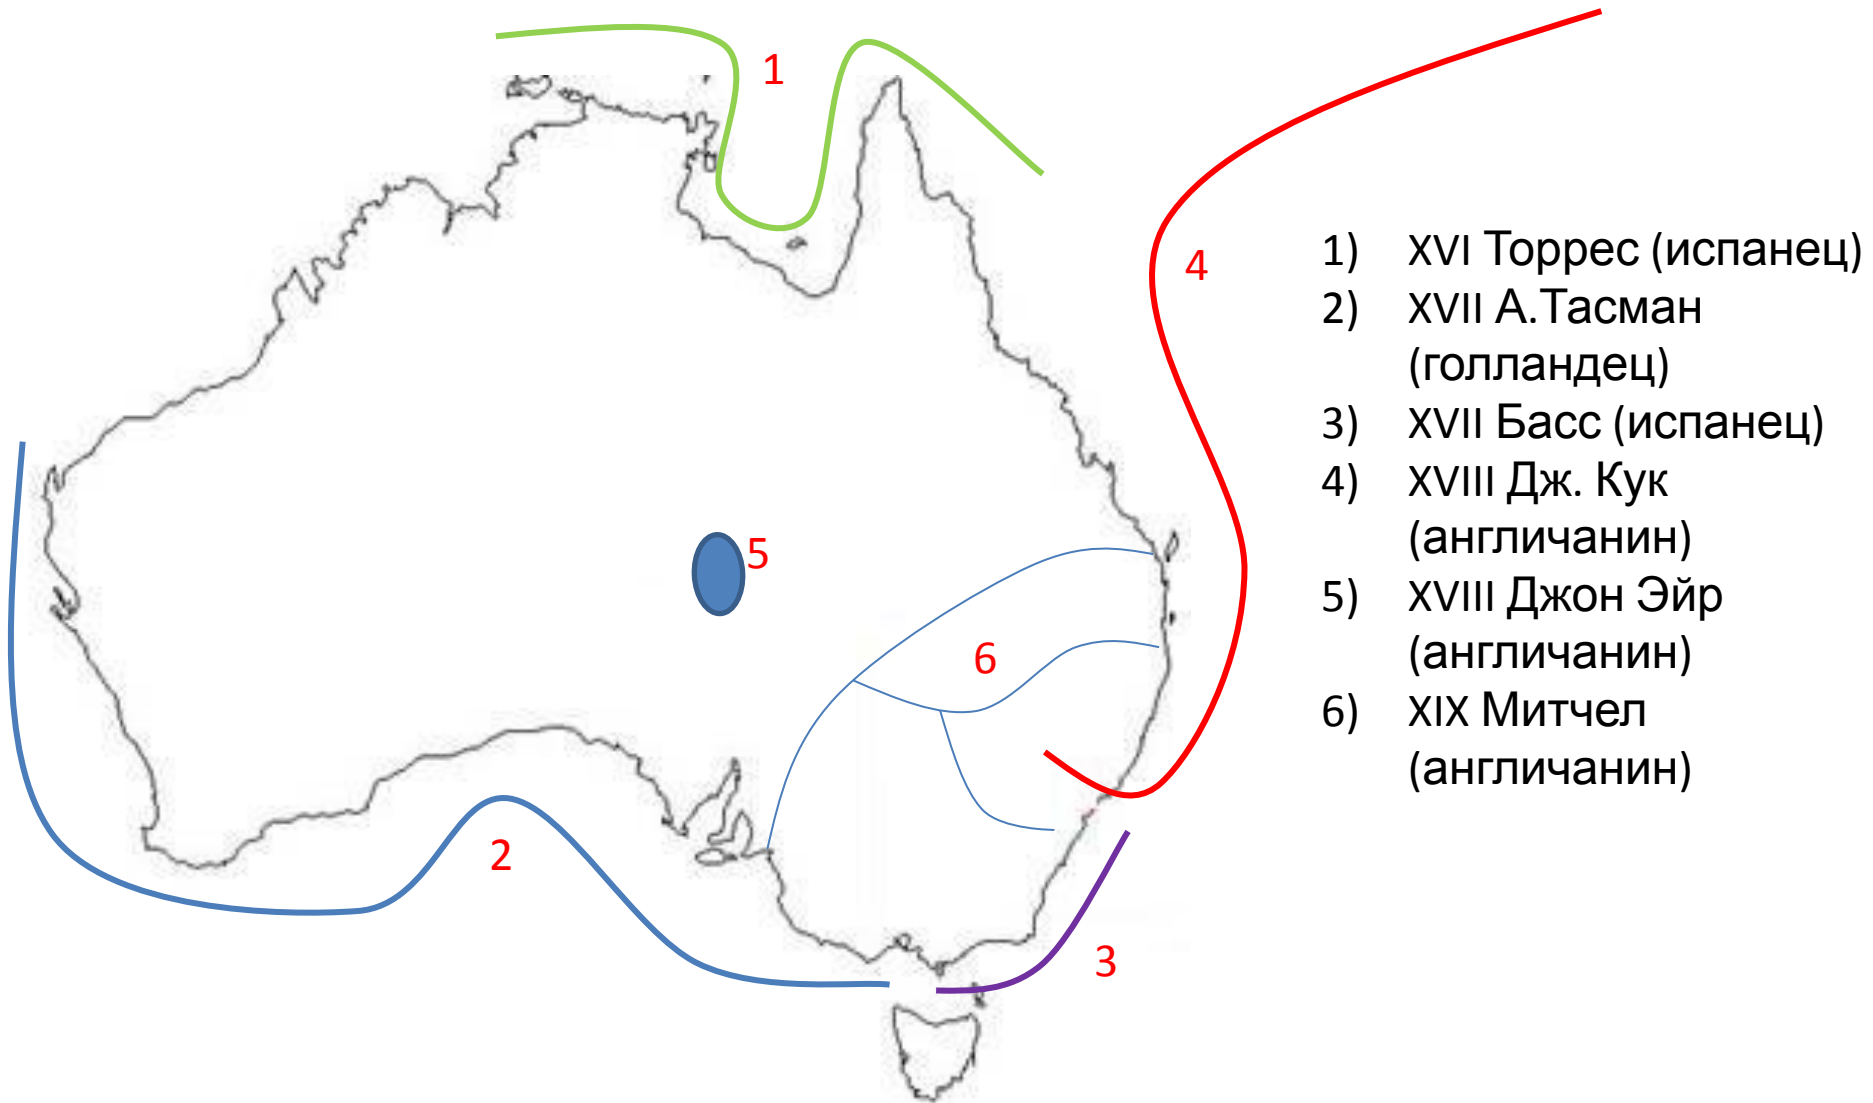 1
4
5
6
2
3
1) XVI Торрес (испанец)
2) XVII А.Тасман
(голландец)
3) XVII Басс (испанец)
4) XVIII Дж. Кук
(англичанин)
5) XVIII Джон Эйр
(англичанин)
6) XIX Митчел
(англичанин)